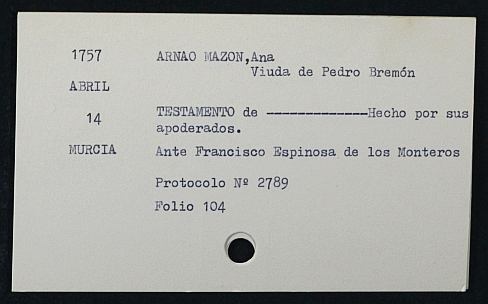 1757 ARNAO MAZON,Ana
Viuda de Pedro Bremón
ABRIL
14 TESTAMENTO de -------------Hecho por sus
apoderados.
MURCIA Ante Francisco Espinosa de los Monteros
Protocolo Nº 2789
Folio 104